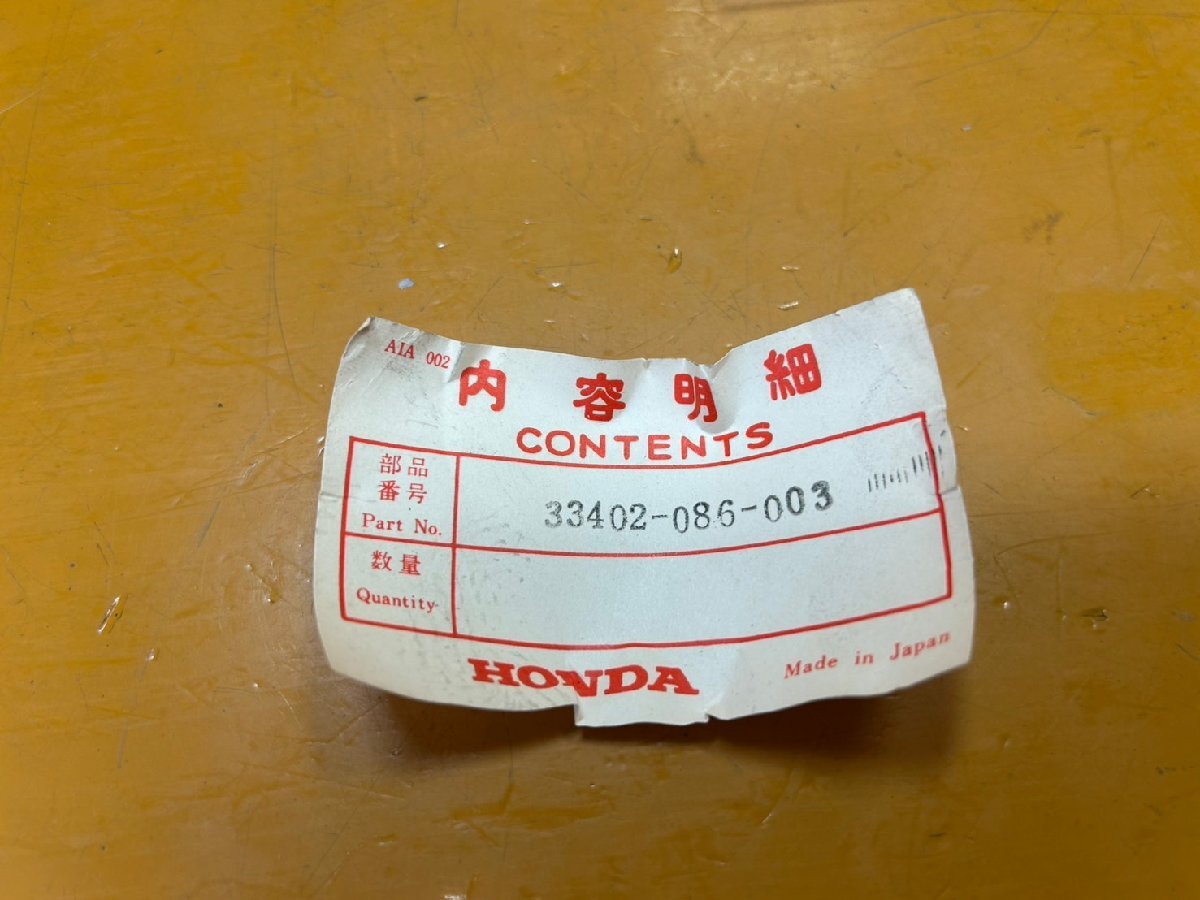 AIA 002
内容明細
CONTENTS
部品
番号
Part No.
33402-086-003
数量
Quantity
HONDA
Made in Japan